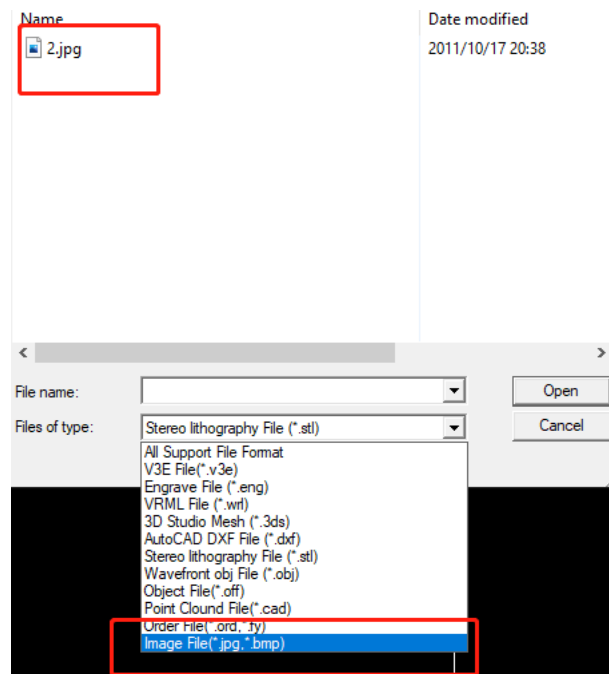 Name Date modified
2.jpg 2011/10/17 20:38
File name: Open
Files of type: Stereo lithography File (*.stl) Cancel
All Support File Format
V3E File(*.v3e)
Engrave File (*.eng)
VRML File (*.wrl)
3D Studio Mesh (*.3ds)
AutoCAD DXF File (*.dxf)
Stereo lithography File (*.stl)
Wavefront obj File (*.obj)
Object File(*.off)
Point Clound File(*.cad)
Order File(*.ord,*.fy)
Image File(*.jpg,*.bmp)